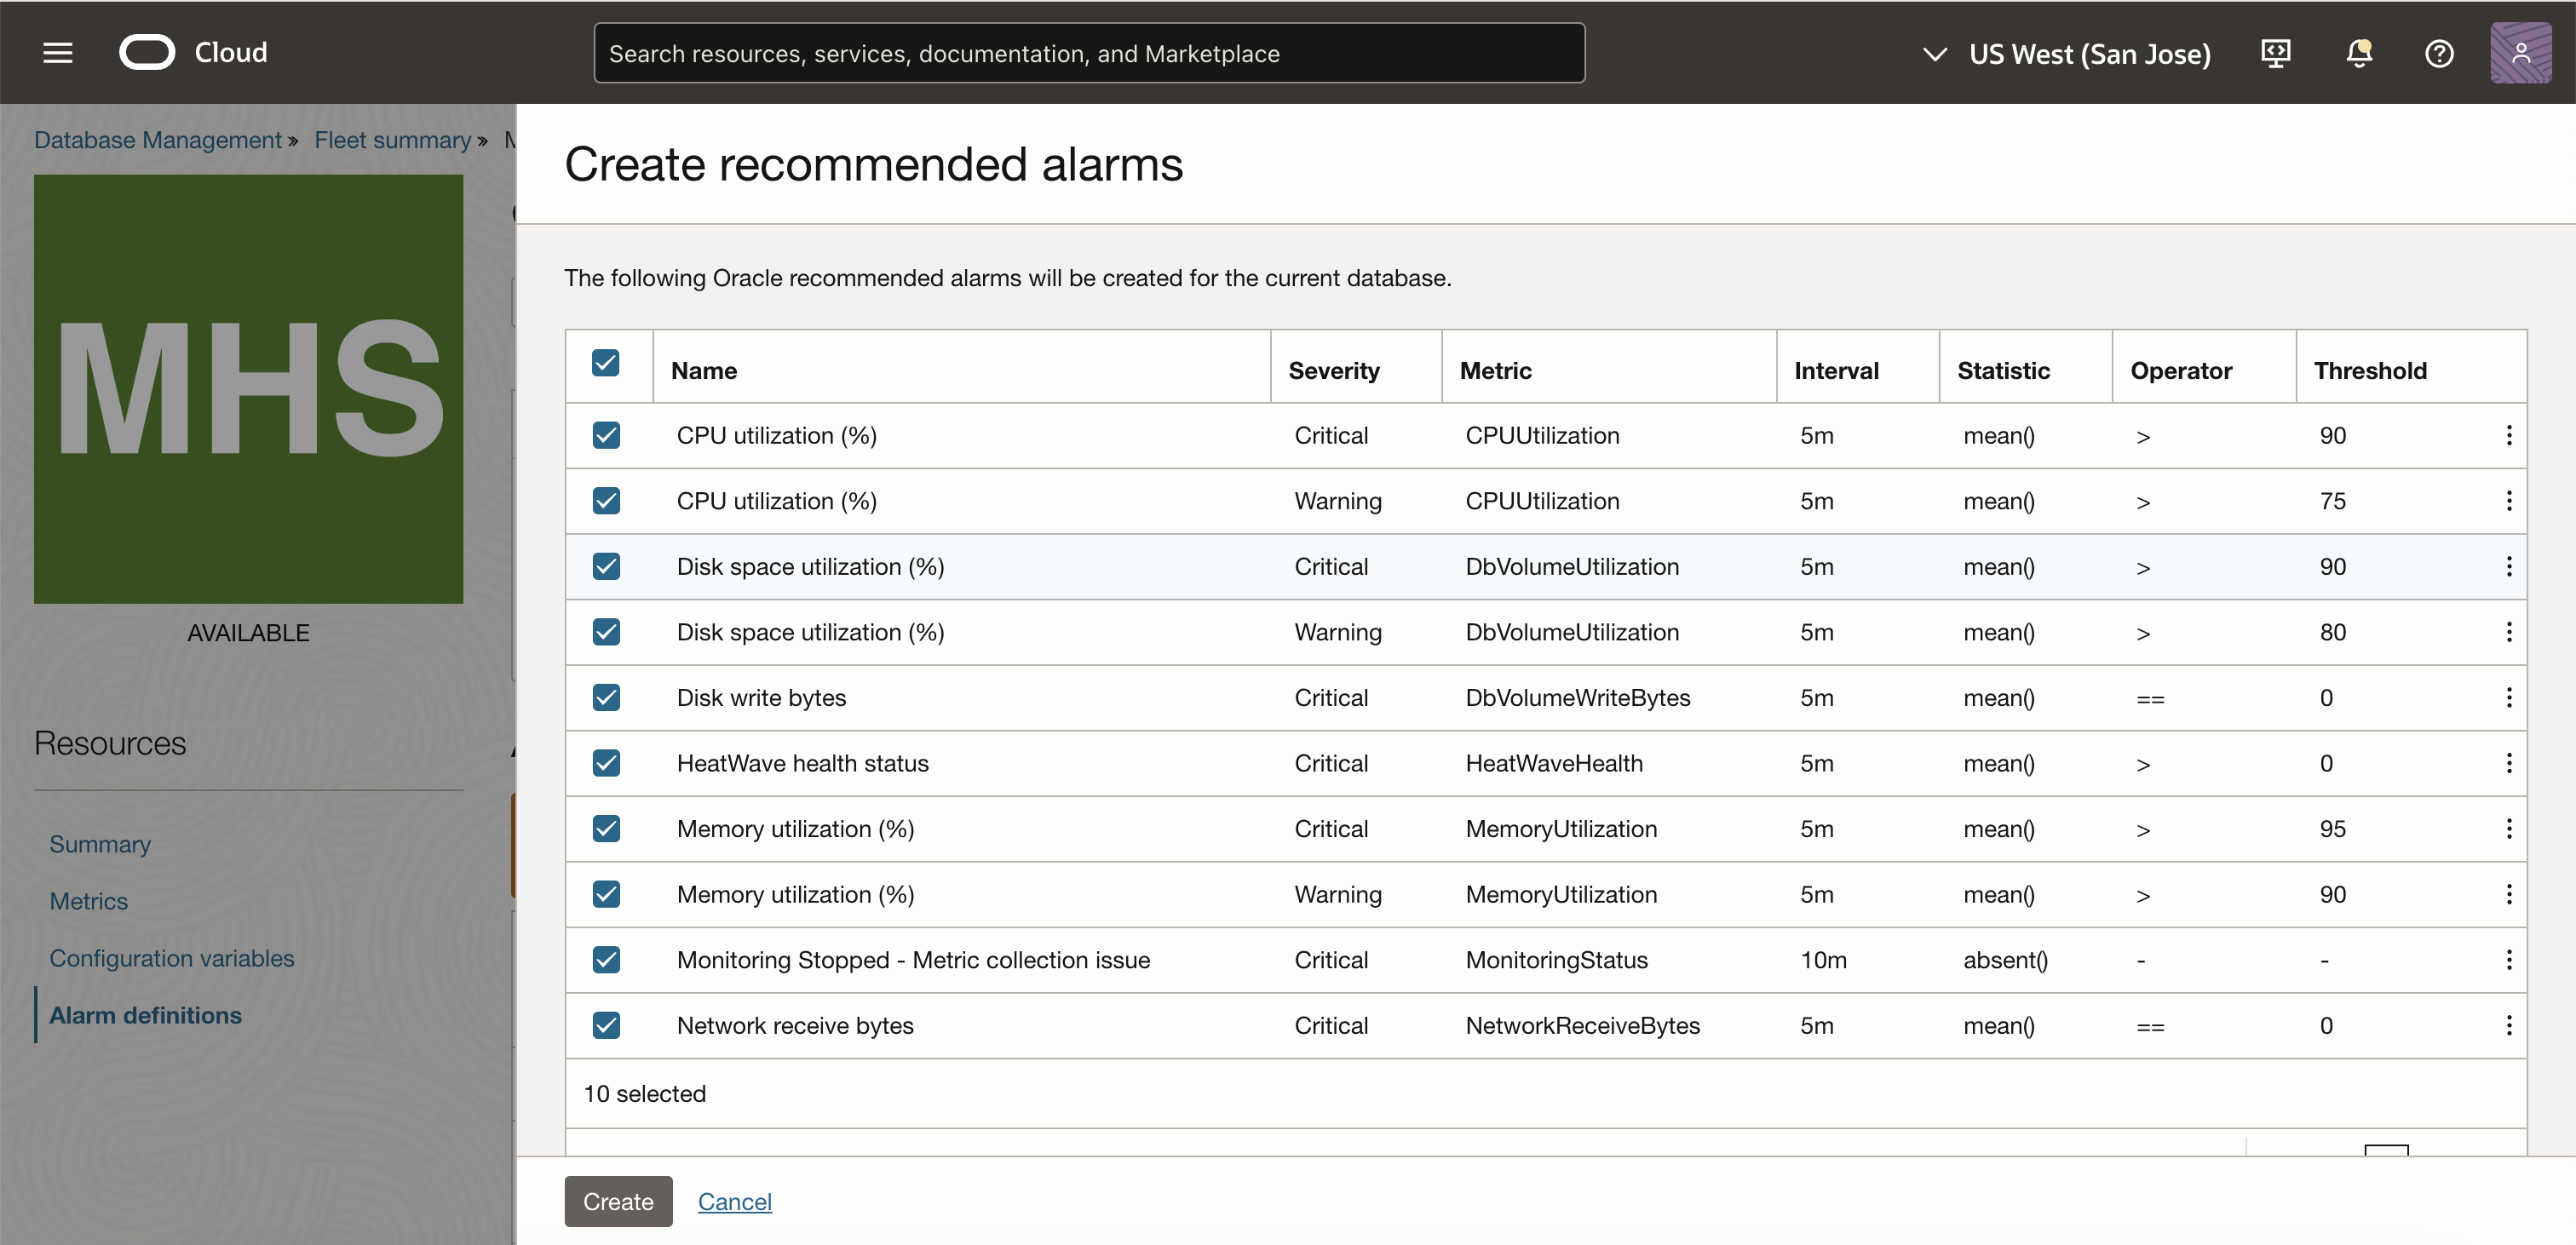 Cloud
Search resources, services, documentation, and Marketplace
US West (San Jose)
Database Management » Fleet summary »
MHS
AVAILABLE
Resources
Summary
Metrics
Configuration variables
Alarm definitions
Create recommended alarms
The following Oracle recommended alarms will be created for the current database.
Name Severity Metric Interval Statistic Operator Threshold
CPU utilization (%) Critical CPUUtilization 5m mean() > 90
CPU utilization (%) Warning CPUUtilization 5m mean() > 75
Disk space utilization (%) Critical DbVolumeUtilization 5m mean() > 90
Disk space utilization (%) Warning DbVolumeUtilization 5m mean() > 80
Disk write bytes Critical DbVolumeWriteBytes 5m mean() == 0
HeatWave health status Critical HeatWaveHealth 5m mean() > 0
Memory utilization (%) Critical MemoryUtilization 5m mean() > 95
Memory utilization (%) Warning MemoryUtilization 5m mean() > 90
Monitoring Stopped - Metric collection issue Critical MonitoringStatus 10m absent() - -
Network receive bytes Critical NetworkReceiveBytes 5m mean() == 0
10 selected
Create Cancel